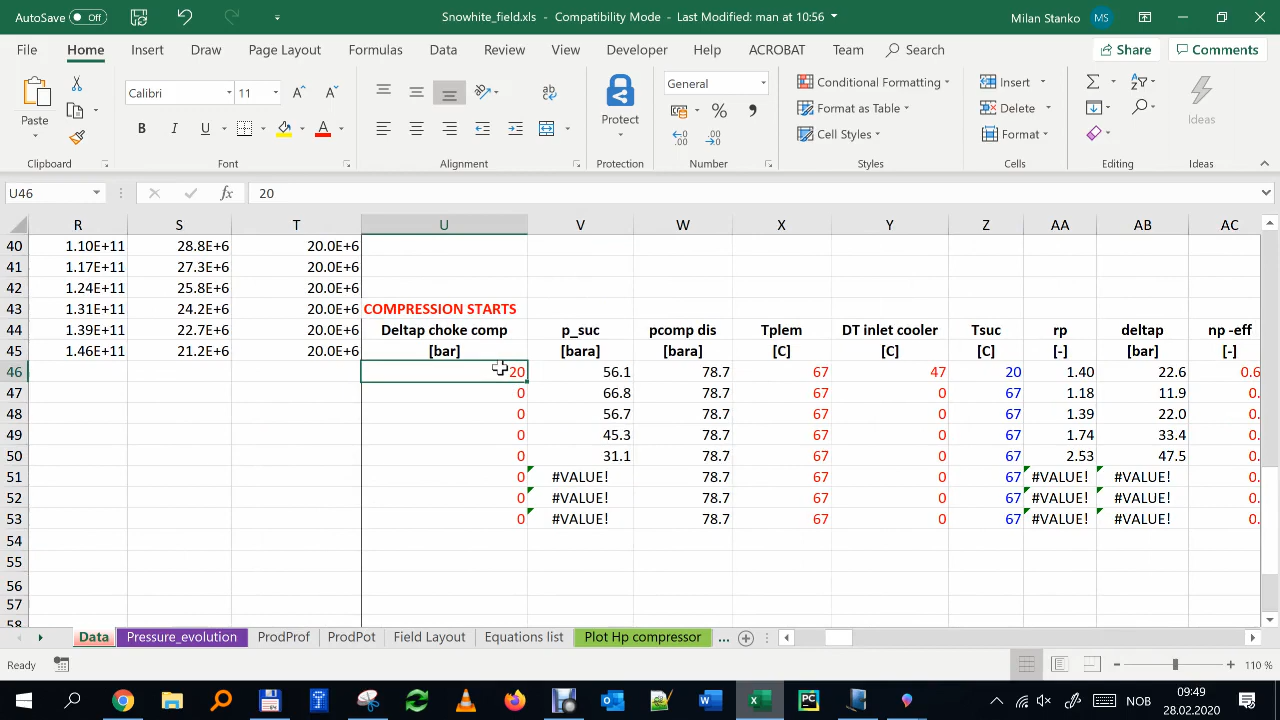 AutoSave Off Snowhite_field.xls - Compatibility Mode - Last Modified: man at 10:56 Milan Stanko MS
File Home Insert Draw Page Layout Formulas Data Review View Developer Help ACROBAT Team Search Share Comments
Calibri 11 General Conditional Formatting Insert
Paste Protect Format as Table Delete Ideas
B I U Cell Styles Format
Clipboard Font Alignment Protection Number Styles Cells Editing Ideas
U46 fx 20
R S T U V W X Y Z AA AB AC
40 1.10E+11 28.8E+6 20.0E+6
41 1.17E+11 27.3E+6 20.0E+6
42 1.24E+11 25.8E+6 20.0E+6
43 1.31E+11 24.2E+6 20.0E+6 COMPRESSION STARTS
44 1.39E+11 22.7E+6 20.0E+6 Deltap choke comp p_suc pcomp dis Tplem DT inlet cooler Tsuc rp deltap np -eff
45 1.46E+11 21.2E+6 20.0E+6 [bar] [bara] [bara] [C] [C] [C] [-] [bar] [-]
46 20 56.1 78.7 67 47 20 1.40 22.6 0.6
47 0 66.8 78.7 67 0 67 1.18 11.9 0.
48 0 56.7 78.7 67 0 67 1.39 22.0 0.
49 0 45.3 78.7 67 0 67 1.74 33.4 0.
50 0 31.1 78.7 67 0 67 2.53 47.5 0.
51 0 #VALUE! 78.7 67 0 67 #VALUE! #VALUE! 0.
52 0 #VALUE! 78.7 67 0 67 #VALUE! #VALUE! 0.
53 0 #VALUE! 78.7 67 0 67 #VALUE! #VALUE! 0.
54
55
56
57
58
Data Pressure_evolution ProdProf ProdPot Field Layout Equations list Plot Hp compressor ...
Ready 110 %
NOB 09:49
28.02.2020